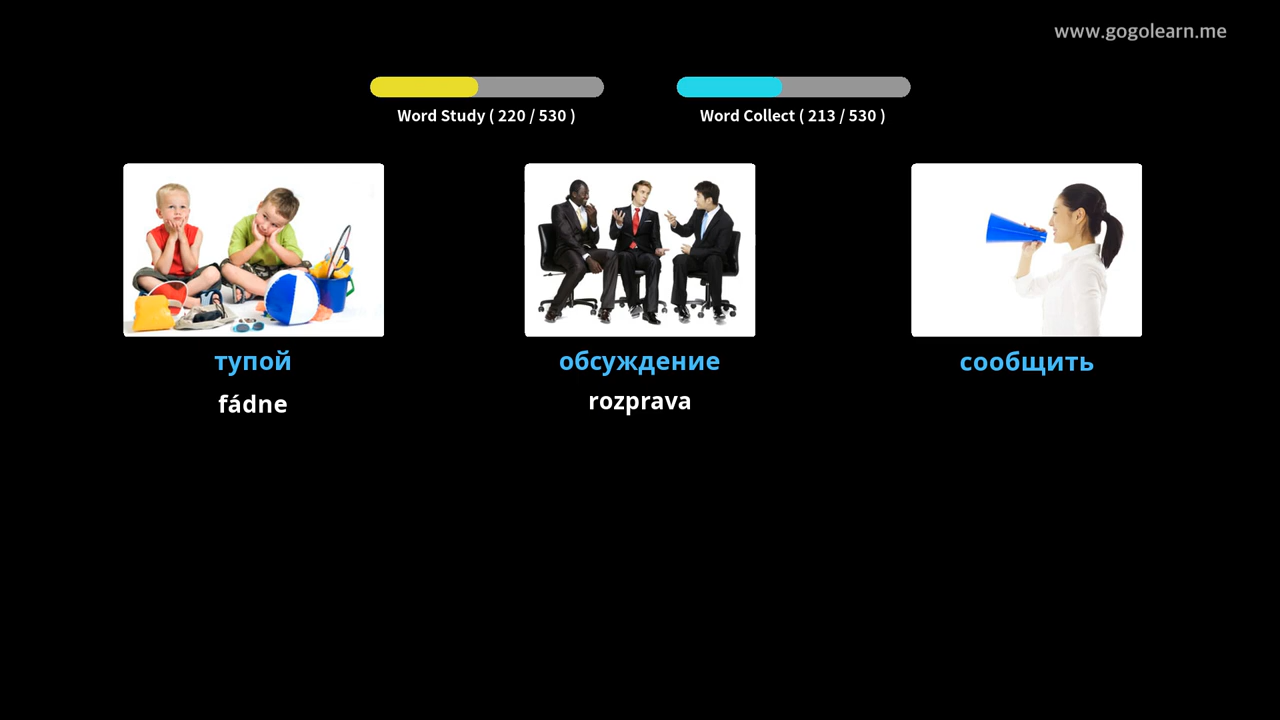 www.gogolearn.me
Word Study ( 220 / 530 )
Word Collect ( 213 / 530 )
тупой
обсуждение
сообщить
fádne
rozprava